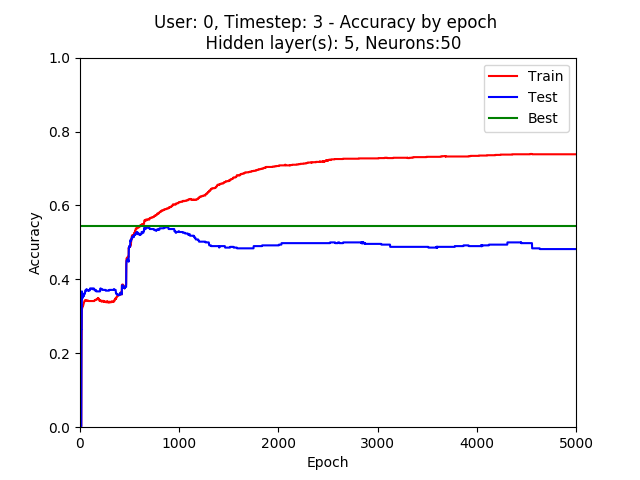 User: 0, Timestep: 3 - Accuracy by epoch
Hidden layer(s): 5, Neurons:50
1.0
0.8
0.6
0.4
0.2
0.0
Accuracy
Train
Test
Best
0 1000 2000 3000 4000 5000
Epoch